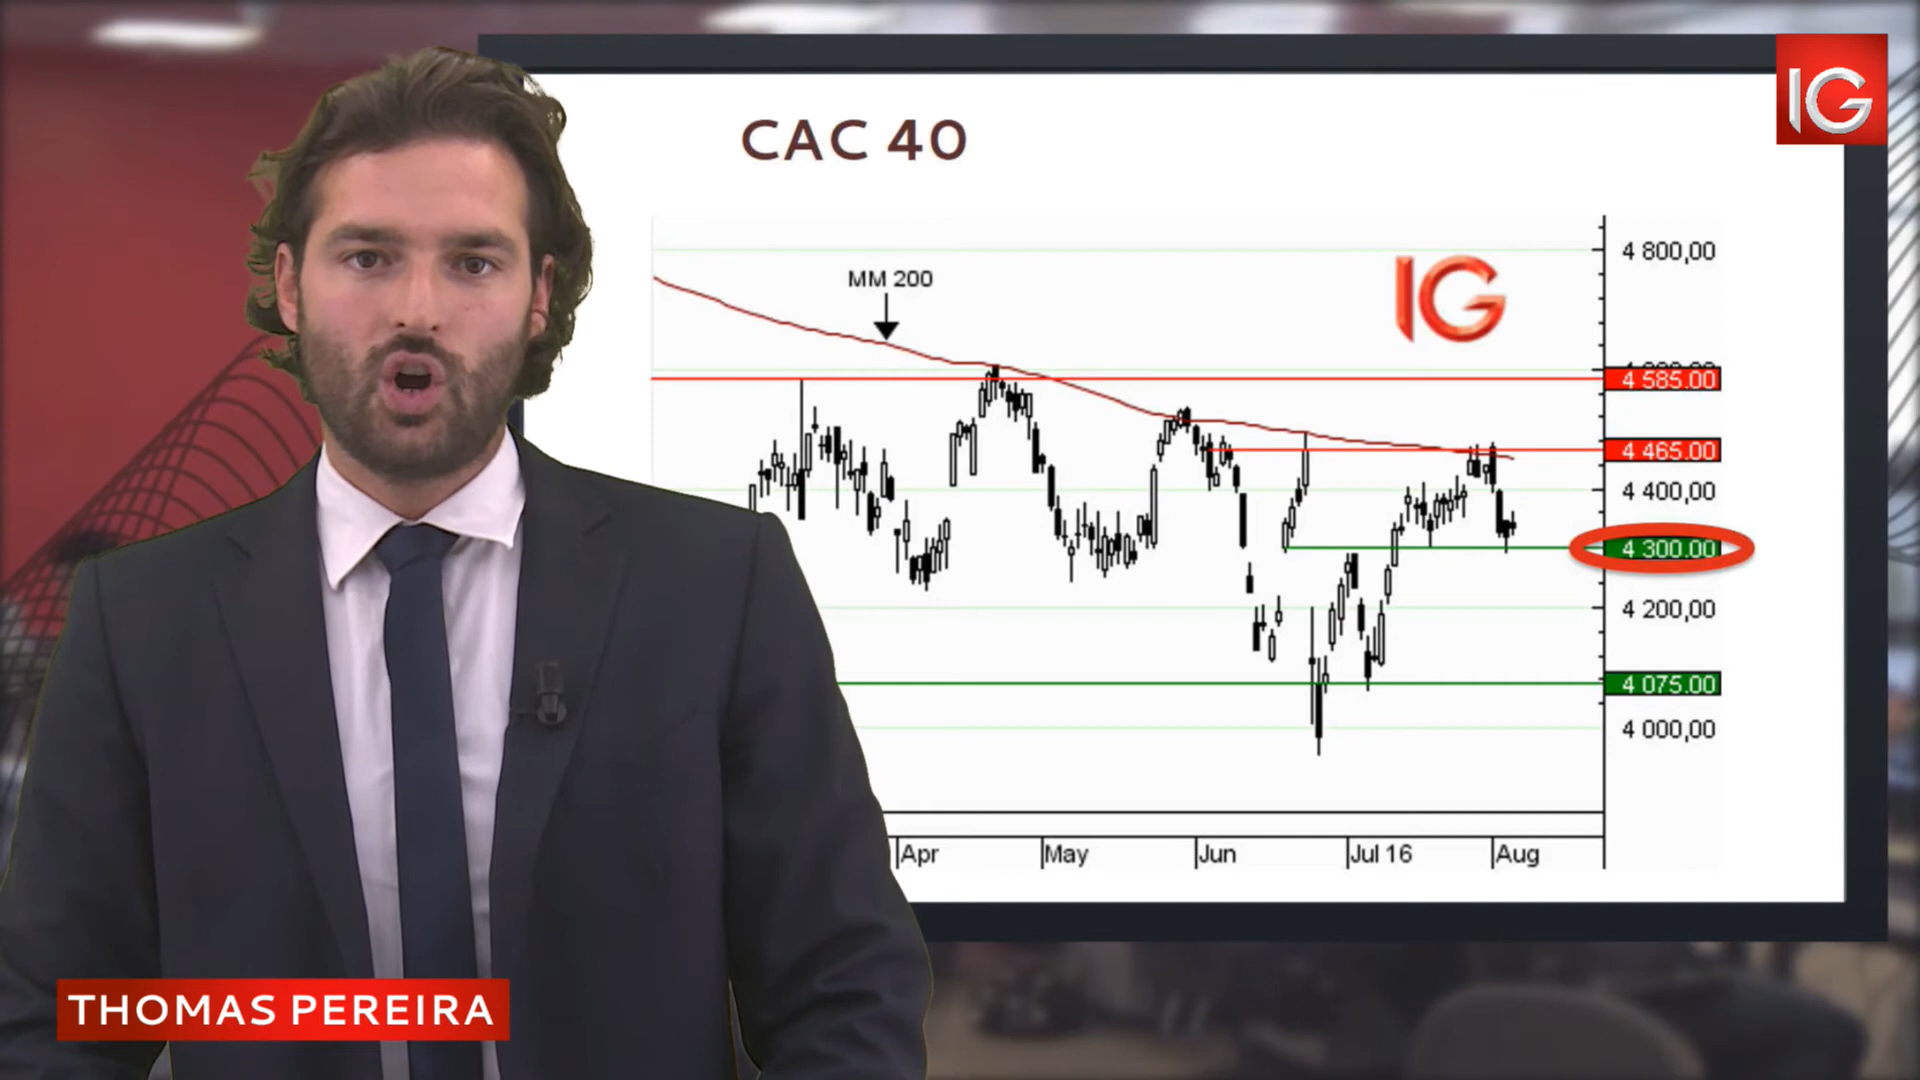 IG
CAC 40
IG
MM 200
4 800,00
4 585.00
4 465.00
4 400,00
4 300.00
4 200,00
4 075.00
4 000,00
Apr
May
Jun
Jul 16
Aug
THOMAS PEREIRA